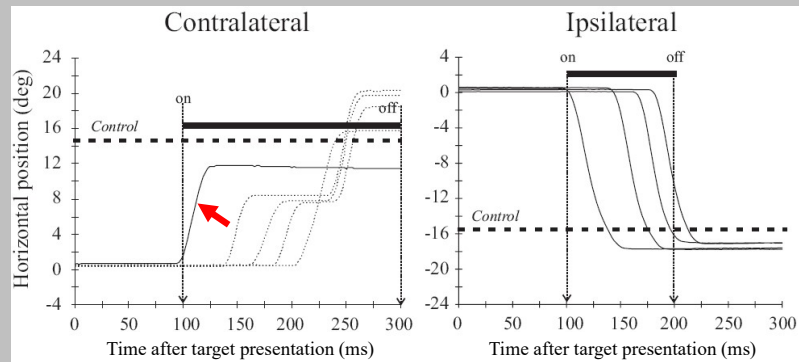 Contralateral
Horizontal position (deg)
24
20
16
12
8
4
0
-4
on
off
Control
0
50
100
150
200
250
300
Time after target presentation (ms)
Ipsilateral
4
0
-4
-8
-12
-16
-20
-24
on
off
Control
0
50
100
150
200
250
300
Time after target presentation (ms)